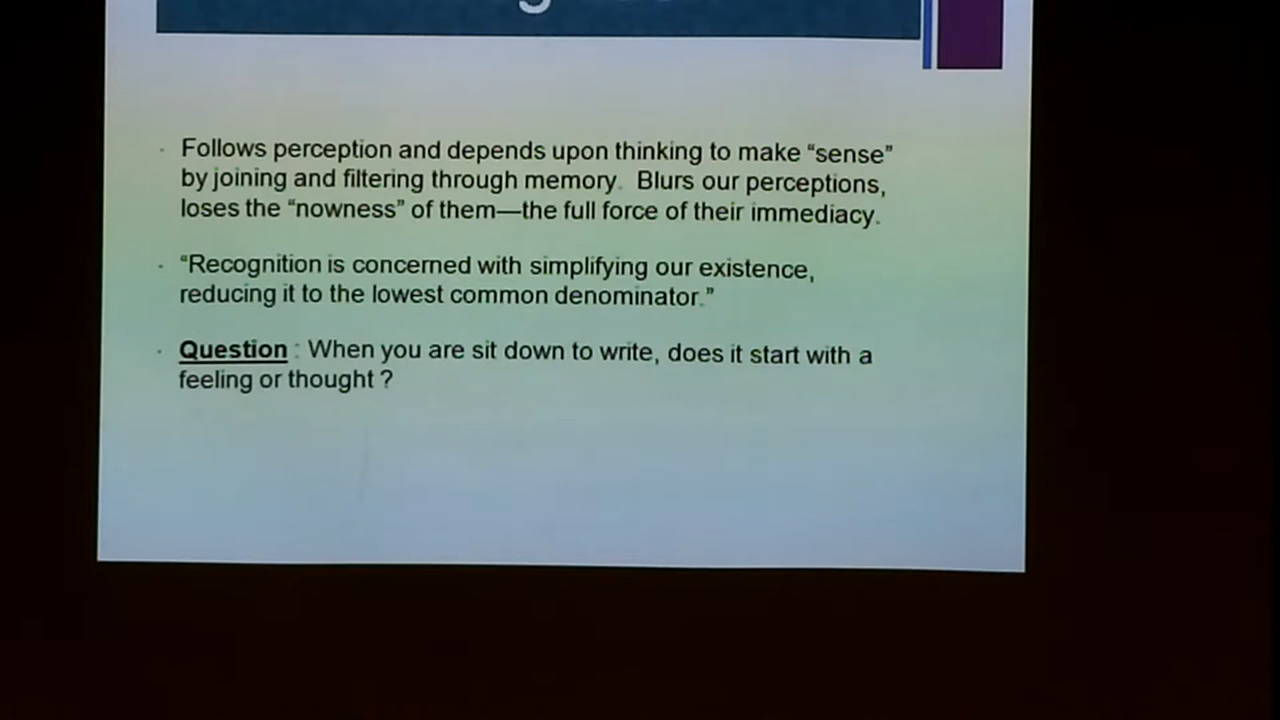 Follows perception and depends upon thinking to make “sense”
by joining and filtering through memory. Blurs our perceptions,
loses the “nowness” of them—the full force of their immediacy.
“Recognition is concerned with simplifying our existence,
reducing it to the lowest common denominator.”
Question : When you are sit down to write, does it start with a
feeling or thought ?